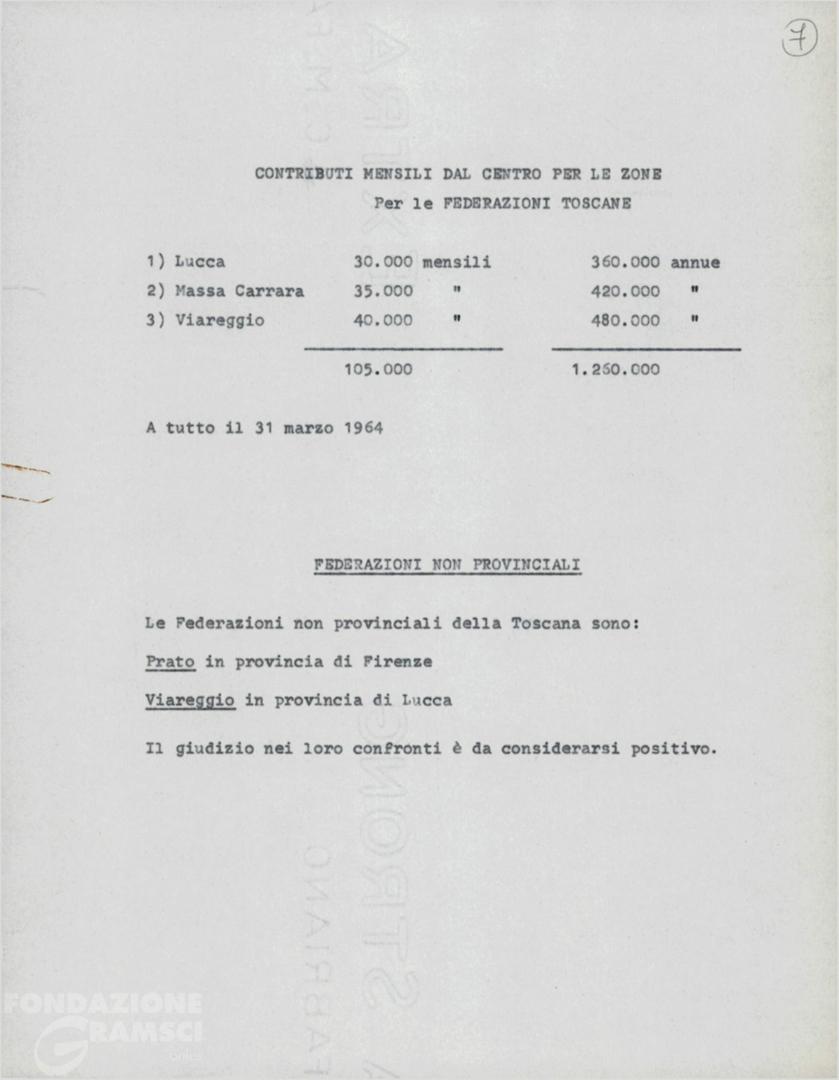 7
CONTRIBUTI MENSILI DAL CENTRO PER LE ZONE
Per le FEDERAZIONI TOSCANE
1) Lucca 30.000 mensili 360.000 annue
2) Massa Carrara 35.000 " 420.000 "
3) Viareggio 40.000 " 480.000 "
105.000 1.260.000
A tutto il 31 marzo 1964
FEDERAZIONI NON PROVINCIALI
Le Federazioni non provinciali della Toscana sono:
Prato in provincia di Firenze
Viareggio in provincia di Lucca
Il giudizio nei loro confronti è da considerarsi positivo.
FABRIANO
FONDAZIONE
GRAMSCI